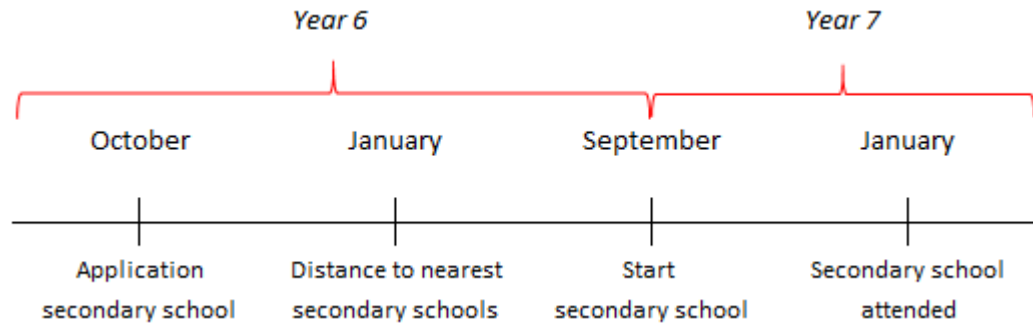 Year 6 Year 7
October January September January
Application Distance to nearest Start Secondary school
secondary school secondary schools secondary school attended